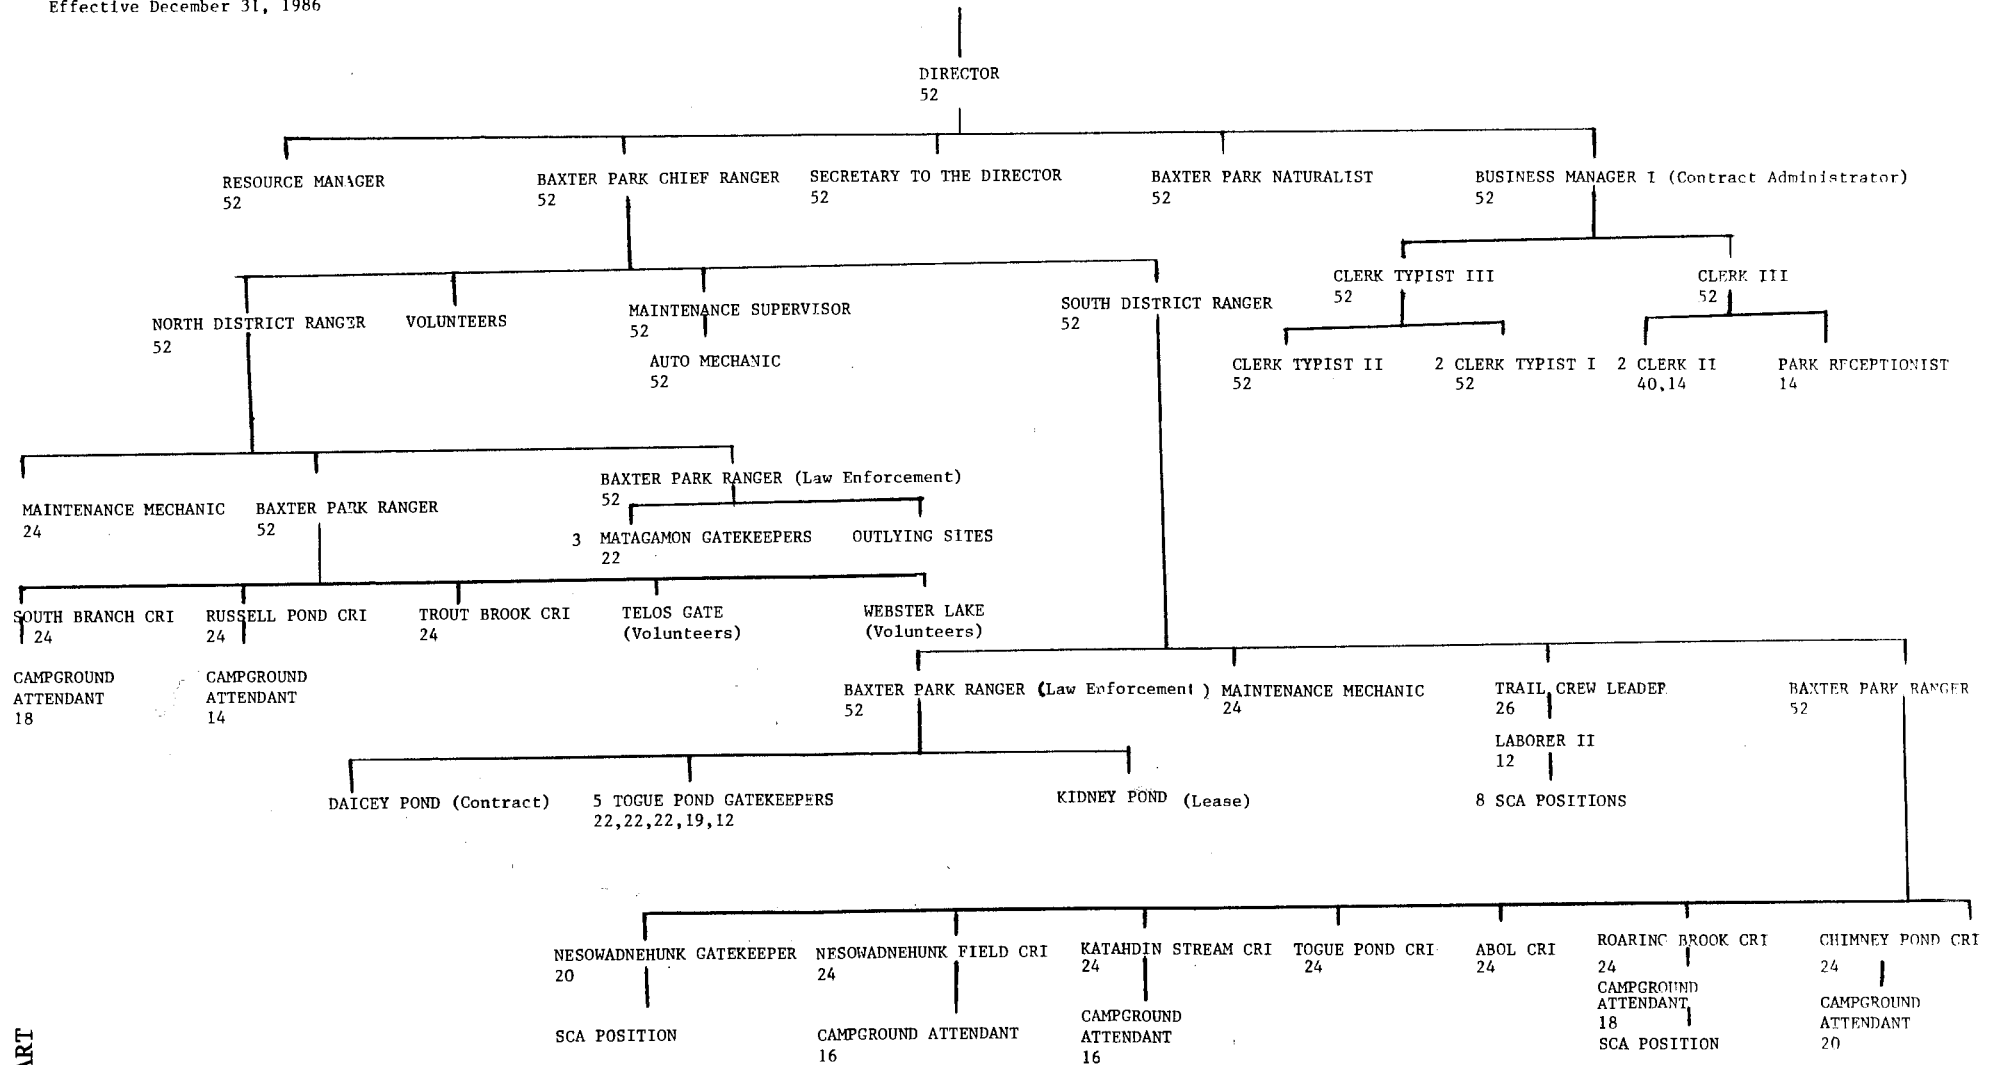 Effective December 31, 1986
DIRECTOR
52
RESOURCE MANAGER
52
BAXTER PARK CHIEF RANGER
52
SECRETARY TO THE DIRECTOR
52
BAXTER PARK NATURALIST
52
BUSINESS MANAGER I (Contract Administrator)
52
NORTH DISTRICT RANGER
52
VOLUNTEERS
MAINTENANCE SUPERVISOR
52
AUTO MECHANIC
52
SOUTH DISTRICT RANGER
52
CLERK TYPIST III
52
CLERK III
52
CLERK TYPIST II
52
2 CLERK TYPIST I
52
2 CLERK II
40,14
PARK RECEPTIONIST
14
MAINTENANCE MECHANIC
24
BAXTER PARK RANGER
52
BAXTER PARK RANGER (Law Enforcement)
52
3 MATAGAMON GATEKEEPERS
22
OUTLYING SITES
SOUTH BRANCH CRI
24
RUSSELL POND CRI
24
TROUT BROOK CRI
24
TELOS GATE
(Volunteers)
WEBSTER LAKE
(Volunteers)
CAMPGROUND
ATTENDANT
18
CAMPGROUND
ATTENDANT
14
BAXTER PARK RANGER (Law Enforcement)
52
MAINTENANCE MECHANIC
24
TRAIL CREW LEADER
26
LABORER II
12
8 SCA POSITIONS
BAXTER PARK RANGER
52
DAICEY POND (Contract)
5 TOGUE POND GATEKEEPERS
22,22,22,19,12
KIDNEY POND (Lease)
NESOWADNEHUNK GATEKEEPER
20
SCA POSITION
NESOWADNEHUNK FIELD CRI
24
CAMPGROUND ATTENDANT
16
KATAHDIN STREAM CRI
24
CAMPGROUND
ATTENDANT
16
TOGUE POND CRI
24
ABOL CRI
24
ROARING BROOK CRI
24
CAMPGROUND
ATTENDANT
18
SCA POSITION
CHIMNEY POND CRI
24
CAMPGROUND
ATTENDANT
20